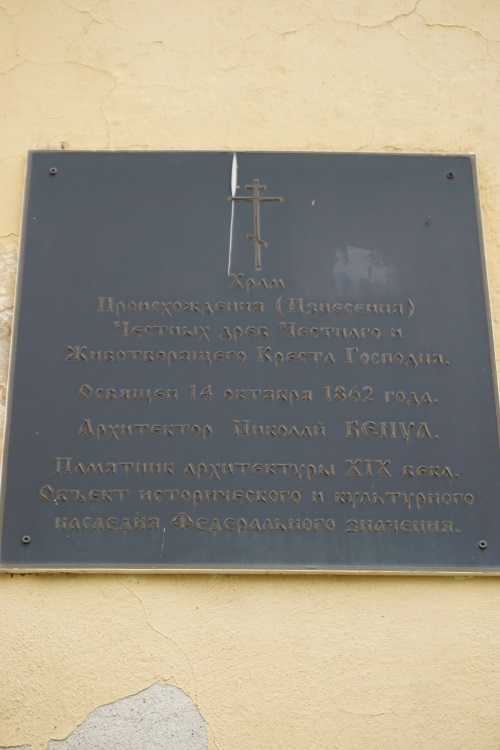 Храм
Происхождения (Изнесения)
Честных древ Честнаго и
Животворящего Креста Господня.
Освящен 14 октября 1862 года.
Архитектор Николай БЕНУА.
Памятник архитектуры XIX века.
Объект исторического и культурного
наследия Федерального значения.